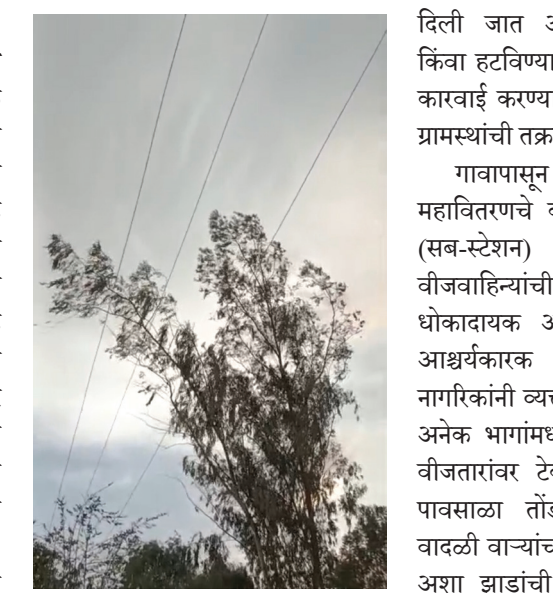 दिली जात
किंवा हटविण्या
कारवाई करण्या
ग्रामस्थांची तक्र
गावापासून
महावितरणचे
(सब-स्टेशन)
वीजवाहिन्यांची
धोकादायक
आश्चर्यकारक
नागरिकांनी व्यक्
अनेक भागांमध
वीजतारांवर
पावसाळा
वादळी वाऱ्यांच
अशा झाडांची